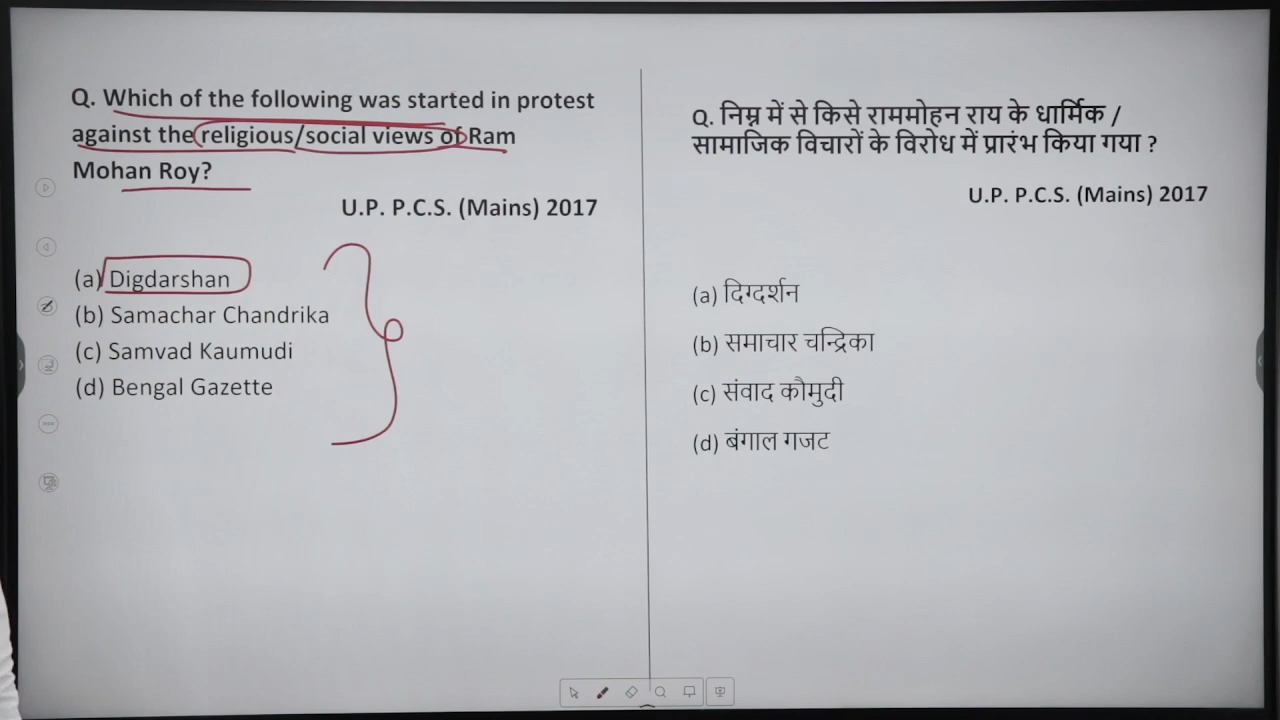 Q. Which of the following was started in protest
against the religious/social views of Ram
Mohan Roy?
U.P. P.C.S. (Mains) 2017
(a) Digdarshan
(b) Samachar Chandrika
(c) Samvad Kaumudi
(d) Bengal Gazette
Q. निम्न में से किसे राममोहन राय के धार्मिक /
सामाजिक विचारों के विरोध में प्रारंभ किया गया ?
U.P. P.C.S. (Mains) 2017
(a) दिग्दर्शन
(b) समाचार चन्द्रिका
(c) संवाद कौमुदी
(d) बंगाल गजट